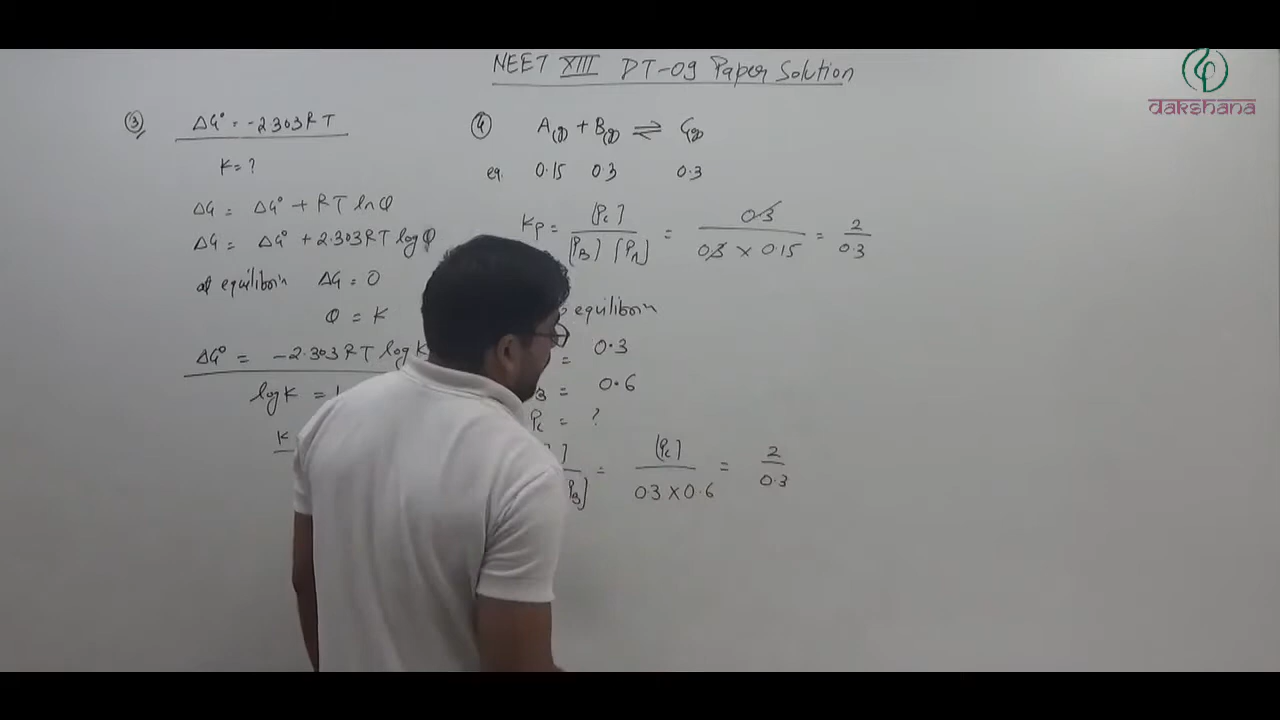 NEET XIII DT-09 Paper Solution
dakshana
③ ΔG° = -2.303RT
K = ?
ΔG = ΔG° + RT lnQ
ΔG = ΔG° + 2.303RT log Q
at equilibrium ΔG = 0
Q = K
ΔG° = -2.303RT log K
log K = 1
K
④ A(g) + B(g) ⇌ C(g)
eq. 0.15 0.3 0.3
Kp = [Pc] / [PB] [PA] = 0.3 / 0.3 × 0.15 = 2 / 0.3
equilibrium
= 0.3
B = 0.6
Pc = ?
] / PB] = [Pc] / 0.3 × 0.6 = 2 / 0.3